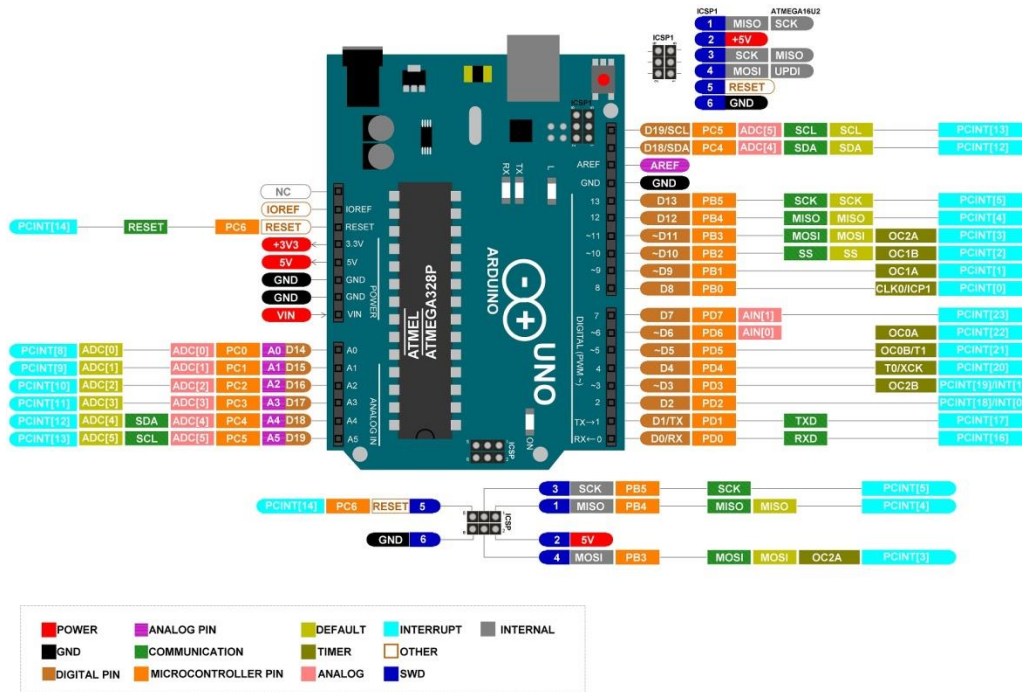 ICSP1 ATMEGA16U2
1 MISO SCK
2 +5V
3 SCK MISO
4 MOSI UPDI
5 RESET
6 GND
ICSP1
ICSP1
D19/SCL PC5 ADC[5] SCL SCL PCINT[13]
D18/SDA PC4 ADC[4] SDA SDA PCINT[12]
AREF AREF
GND GND
13 D13 PB5 SCK SCK PCINT[5]
12 D12 PB4 MISO MISO PCINT[4]
~11 ~D11 PB3 MOSI MOSI OC2A PCINT[3]
~10 ~D10 PB2 SS SS OC1B PCINT[2]
~9 ~D9 PB1 OC1A PCINT[1]
8 D8 PB0 CLK0/ICP1 PCINT[0]
7 D7 PD7 AIN[1] PCINT[23]
~6 ~D6 PD6 AIN[0] OC0A PCINT[22]
~5 ~D5 PD5 OC0B/T1 PCINT[21]
4 D4 PD4 T0/XCK PCINT[20]
~3 ~D3 PD3 OC2B PCINT[19]/INT[1
2 D2 PD2 PCINT[18]/INT[0
TX→1 D1/TX PD1 TXD PCINT[17]
RX←0 D0/RX PD0 RXD PCINT[16]
RX
TX
L
NC
IOREF IOREF
PCINT[14] RESET PC6 RESET RESET
+3V3 3.3V
5V 5V
GND GND
GND GND
VIN VIN
POWER
PCINT[8] ADC[0] ADC[0] PC0 A0 D14 A0
PCINT[9] ADC[1] ADC[1] PC1 A1 D15 A1
PCINT[10] ADC[2] ADC[2] PC2 A2 D16 A2
PCINT[11] ADC[3] ADC[3] PC3 A3 D17 A3
PCINT[12] ADC[4] SDA ADC[4] PC4 A4 D18 A4
PCINT[13] ADC[5] SCL ADC[5] PC5 A5 D19 A5
ANALOG IN
ATMEL
ATMEGA328P
ARDUINO
UNO
DIGITAL (PWM ~)
ON
ICSP
3 SCK PB5 SCK PCINT[5]
PCINT[14] PC6 RESET 5
1 MISO PB4 MISO MISO PCINT[4]
ICSP
GND 6
2 5V
4 MOSI PB3 MOSI MOSI OC2A PCINT[3]
POWER ANALOG PIN DEFAULT INTERRUPT INTERNAL
GND COMMUNICATION TIMER OTHER
DIGITAL PIN MICROCONTROLLER PIN ANALOG SWD